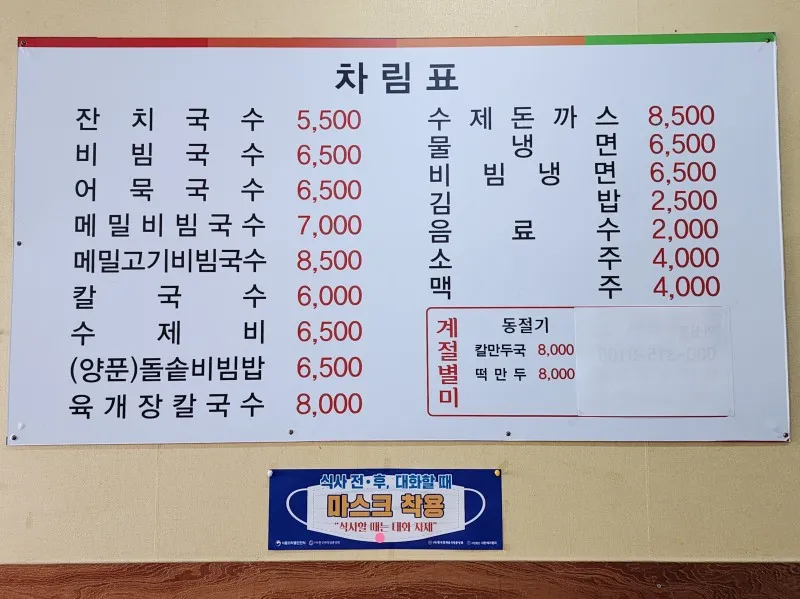 차림표
잔치국수 5,500
비빔국수 6,500
어묵국수 6,500
메밀비빔국수 7,000
메밀고기비빔국수 8,500
칼국수 6,000
수제비 6,500
(양푼)돌솥비빔밥 6,500
육개장칼국수 8,000
수제돈까스 8,500
물냉면 6,500
비빔냉면 6,500
김밥 2,500
음료수 2,000
소주 4,000
맥주 4,000
계절별미
동절기
칼만두국 8,000
떡만두 8,000
식사 전·후, 대화할 때
마스크 착용
"식사할 때는 대화 자제"